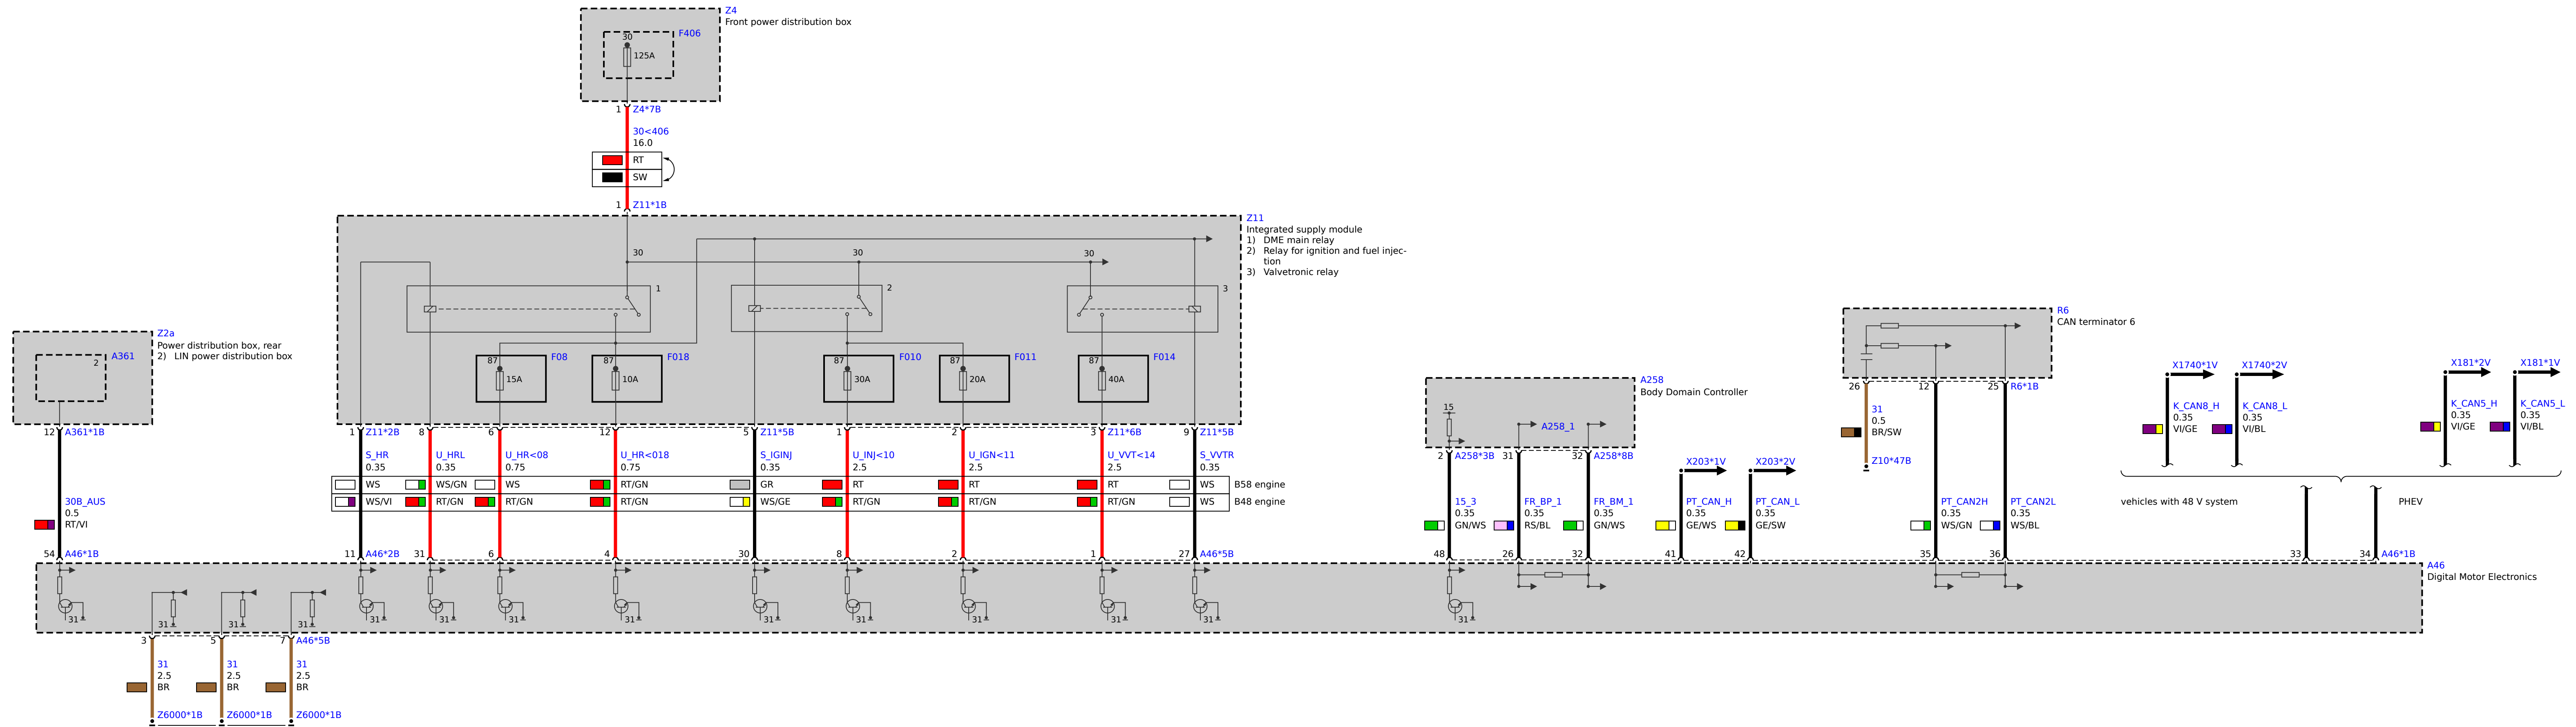 Z4
Front power distribution box
30
F406
125A
1
Z4*7B
30<406
16.0
RT
SW
1
Z11*1B
Z11
Integrated supply module
1) DME main relay
2) Relay for ignition and fuel injec-
tion
3) Valvetronic relay
30
30
30
1
2
3
87
15A
F08
87
10A
F018
87
30A
F010
87
20A
F011
87
40A
F014
Z2a
Power distribution box, rear
2) LIN power distribution box
2
A361
12
A361*1B
30B_AUS
0.5
RT/VI
54
A46*1B
1
Z11*2B
8
6
12
5
Z11*5B
1
2
3
Z11*6B
9
Z11*5B
S_HR
0.35
U_HRL
0.35
U_HR<08
0.75
U_HR<018
0.75
S_IGINJ
0.35
U_INJ<10
2.5
U_IGN<11
2.5
U_VVT<14
2.5
S_VVTR
0.35
WS
WS/GN
WS
RT/GN
GR
RT
RT
RT
WS
B58 engine
WS/VI
RT/GN
RT/GN
RT/GN
WS/GE
RT/GN
RT/GN
RT/GN
WS
B48 engine
11
A46*2B
31
6
4
30
8
2
1
27
A46*5B
A258
Body Domain Controller
15
A258_1
2
A258*3B
31
32
A258*8B
15_3
0.35
GN/WS
FR_BP_1
0.35
RS/BL
FR_BM_1
0.35
GN/WS
X203*1V
PT_CAN_H
0.35
GE/WS
X203*2V
PT_CAN_L
0.35
GE/SW
48
26
32
41
42
R6
CAN terminator 6
26
12
25
R6*1B
31
0.5
BR/SW
Z10*47B
PT_CAN2H
0.35
WS/GN
PT_CAN2L
0.35
WS/BL
35
36
X1740*1V
K_CAN8_H
0.35
VI/GE
X1740*2V
K_CAN8_L
0.35
VI/BL
X181*2V
K_CAN5_H
0.35
VI/GE
X181*1V
K_CAN5_L
0.35
VI/BL
vehicles with 48 V system
PHEV
33
34
A46*1B
A46
Digital Motor Electronics
31
31
31
31
31
31
31
31
31
31
31
31
31
31
3
5
7
A46*5B
31
2.5
BR
31
2.5
BR
31
2.5
BR
Z6000*1B
Z6000*1B
Z6000*1B